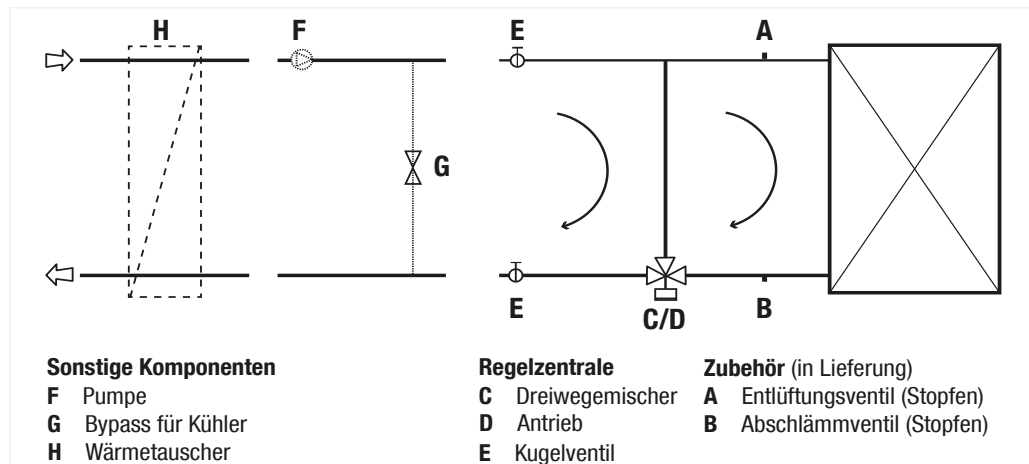 H
F
E
A
G
E
C/D
B
Sonstige Komponenten
F Pumpe
G Bypass für Kühler
H Wärmetauscher
Regelzentrale
C Dreiwegemischer
D Antrieb
E Kugelventil
Zubehör (in Lieferung)
A Entlüftungsventil (Stopfen)
B Abschlämmventil (Stopfen)